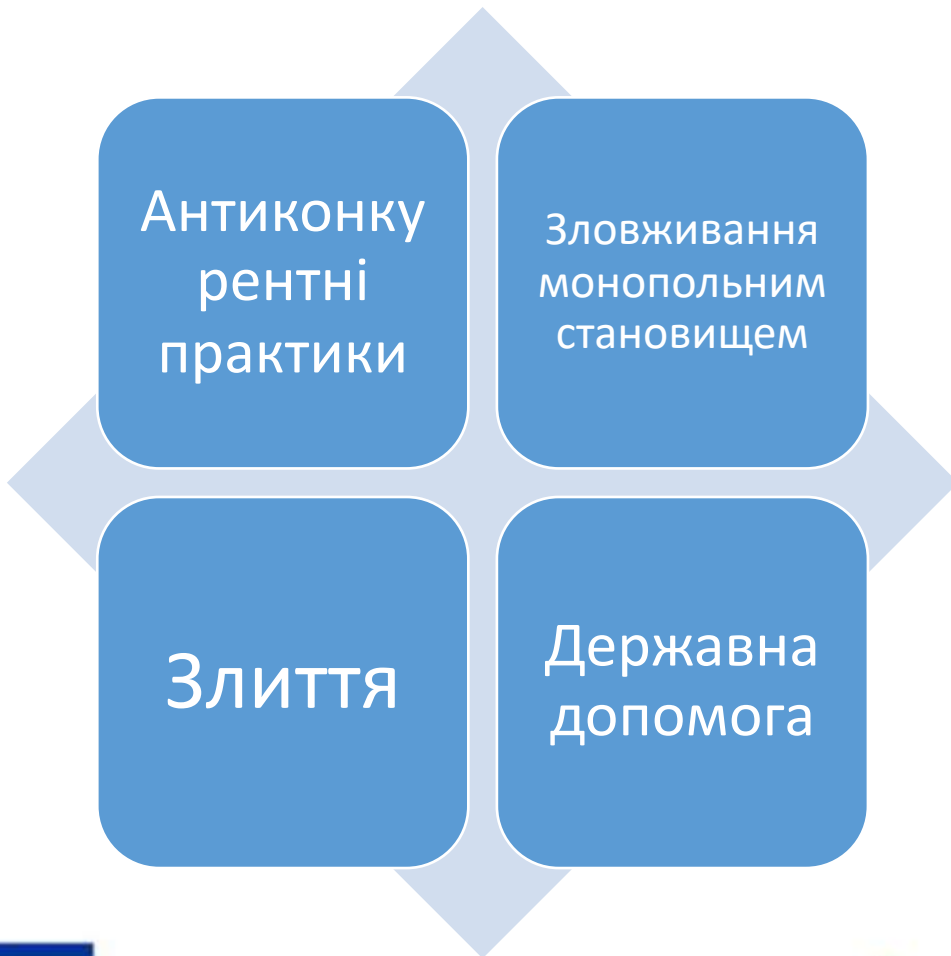 Антиконку
рентні
практики
Зловживання
монопольним
становищем
Злиття
Державна
допомога